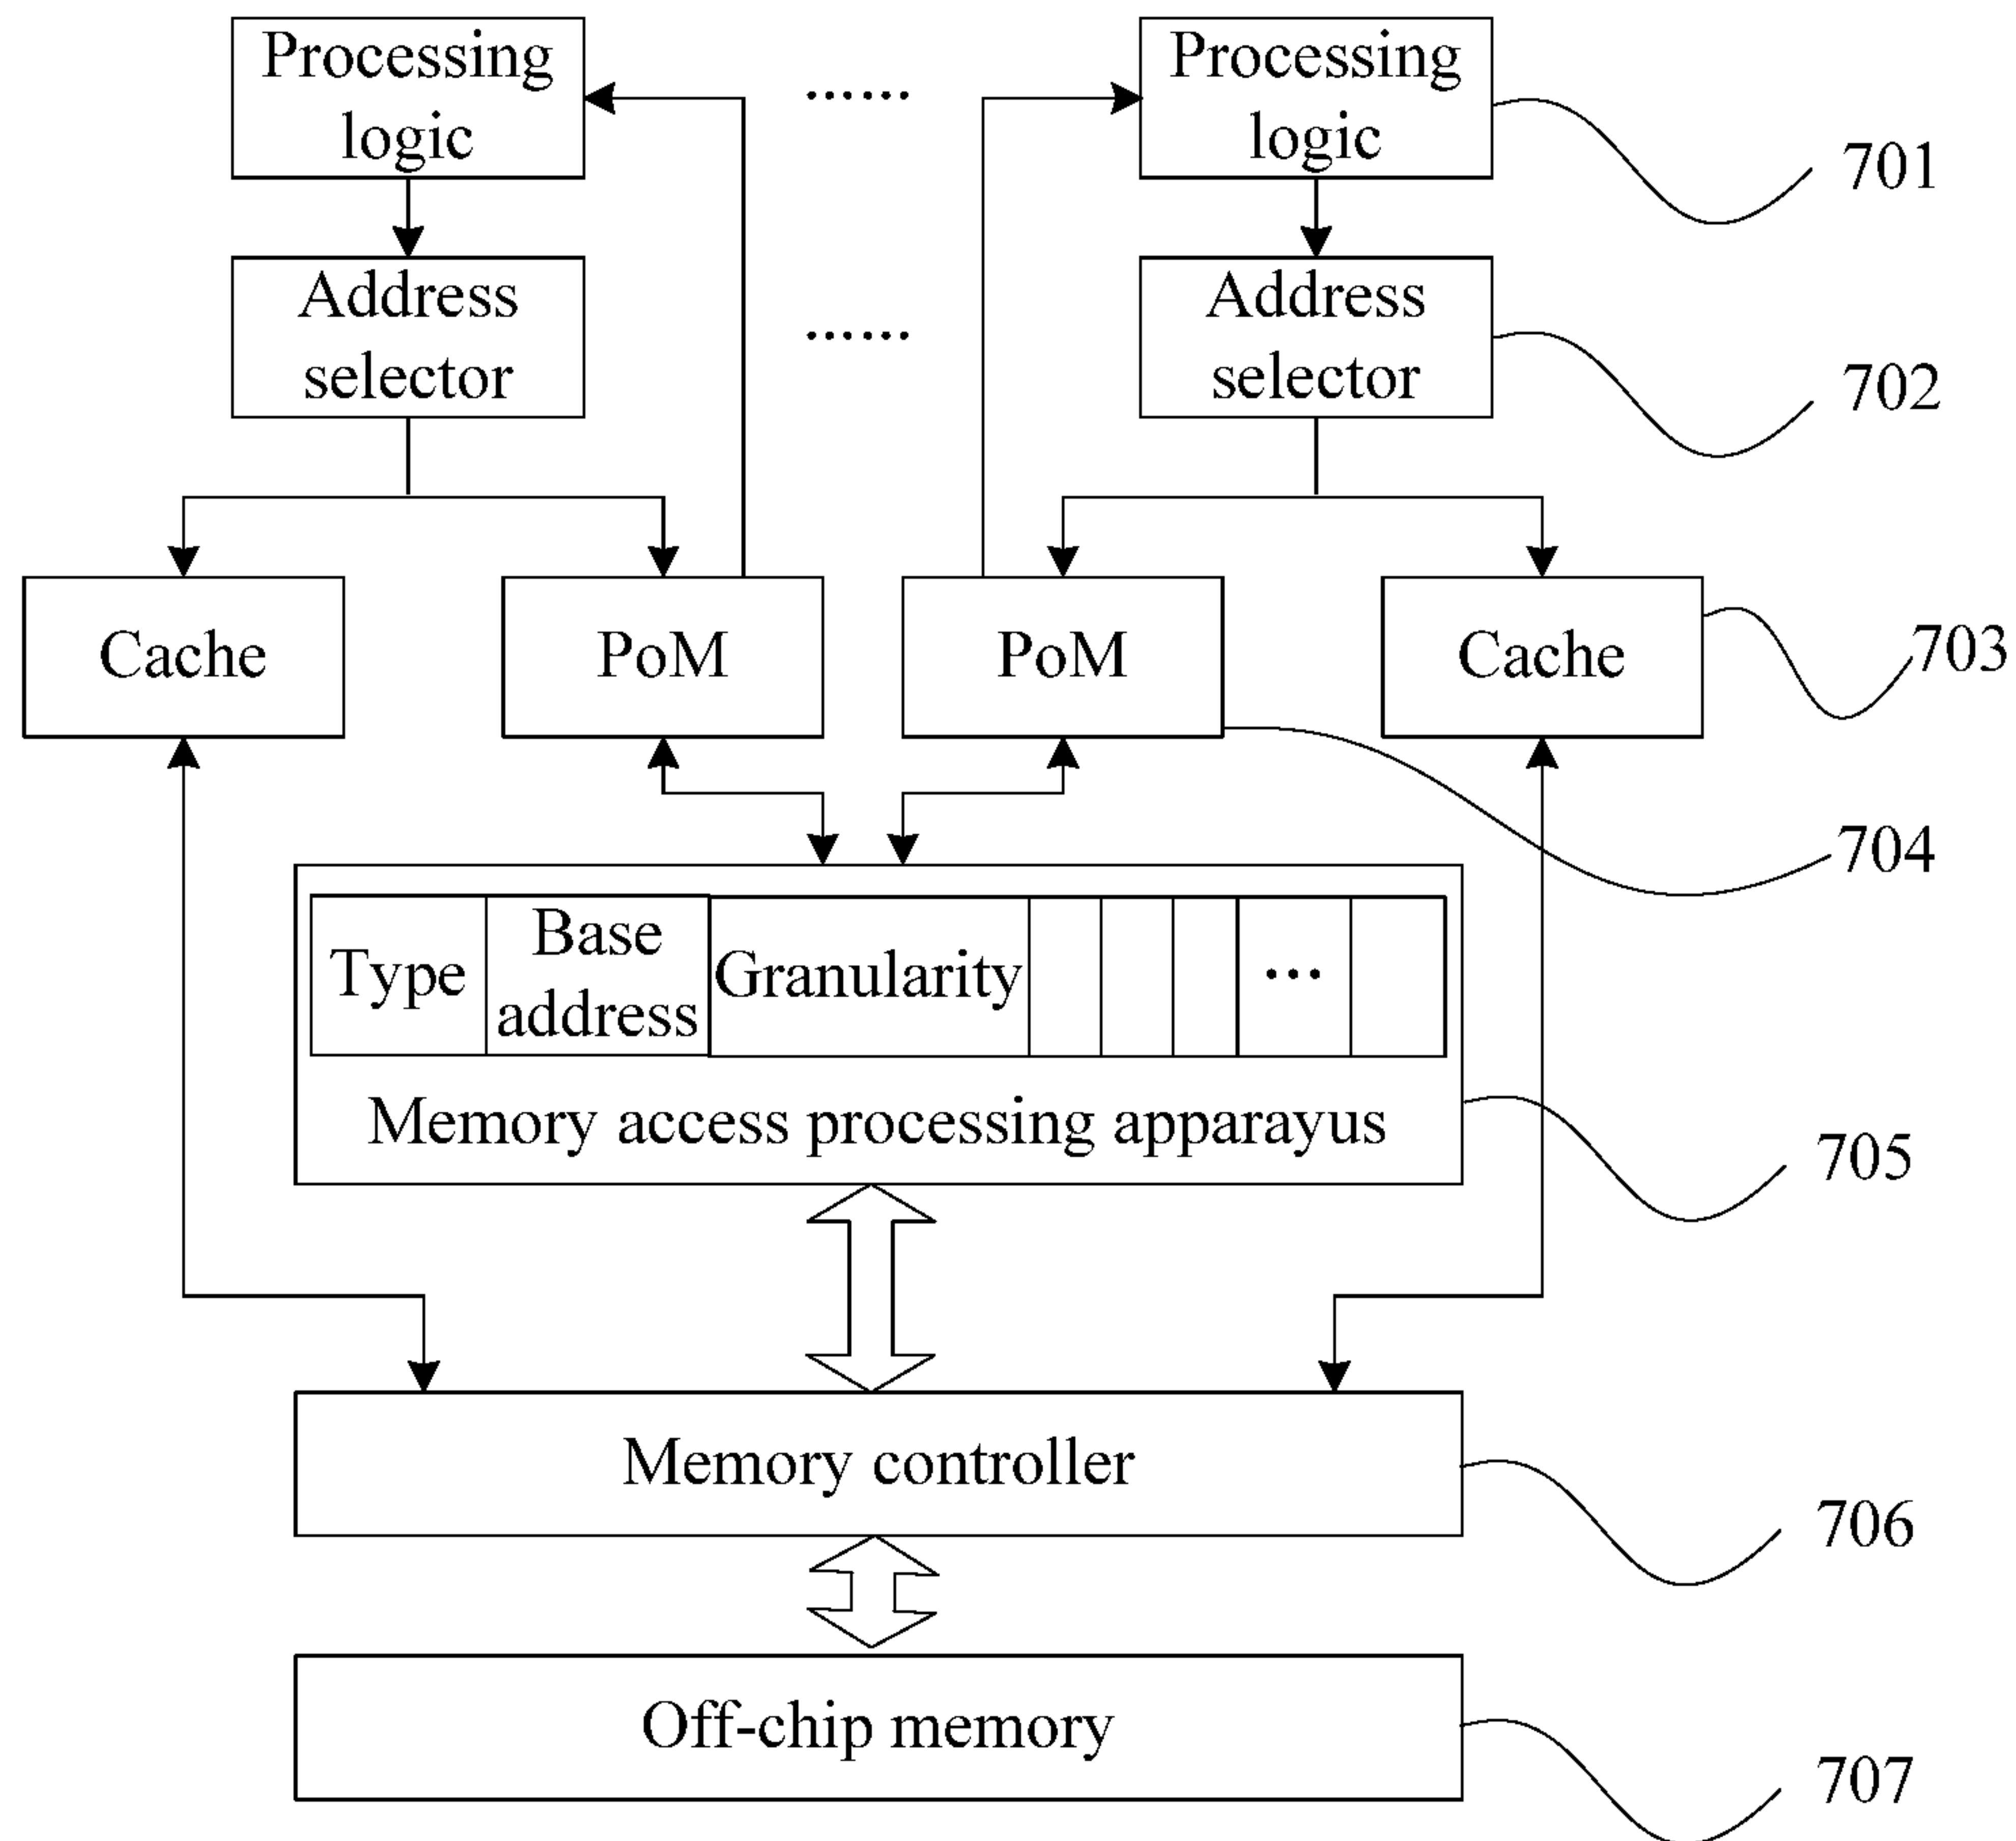 Processing
logic
......
Processing
logic
701
Address
selector
......
Address
selector
702
Cache
PoM
PoM
Cache
703
704
Type
Base
address
Granularity
...
Memory access processing apparayus
705
Memory controller
706
Off-chip memory
707